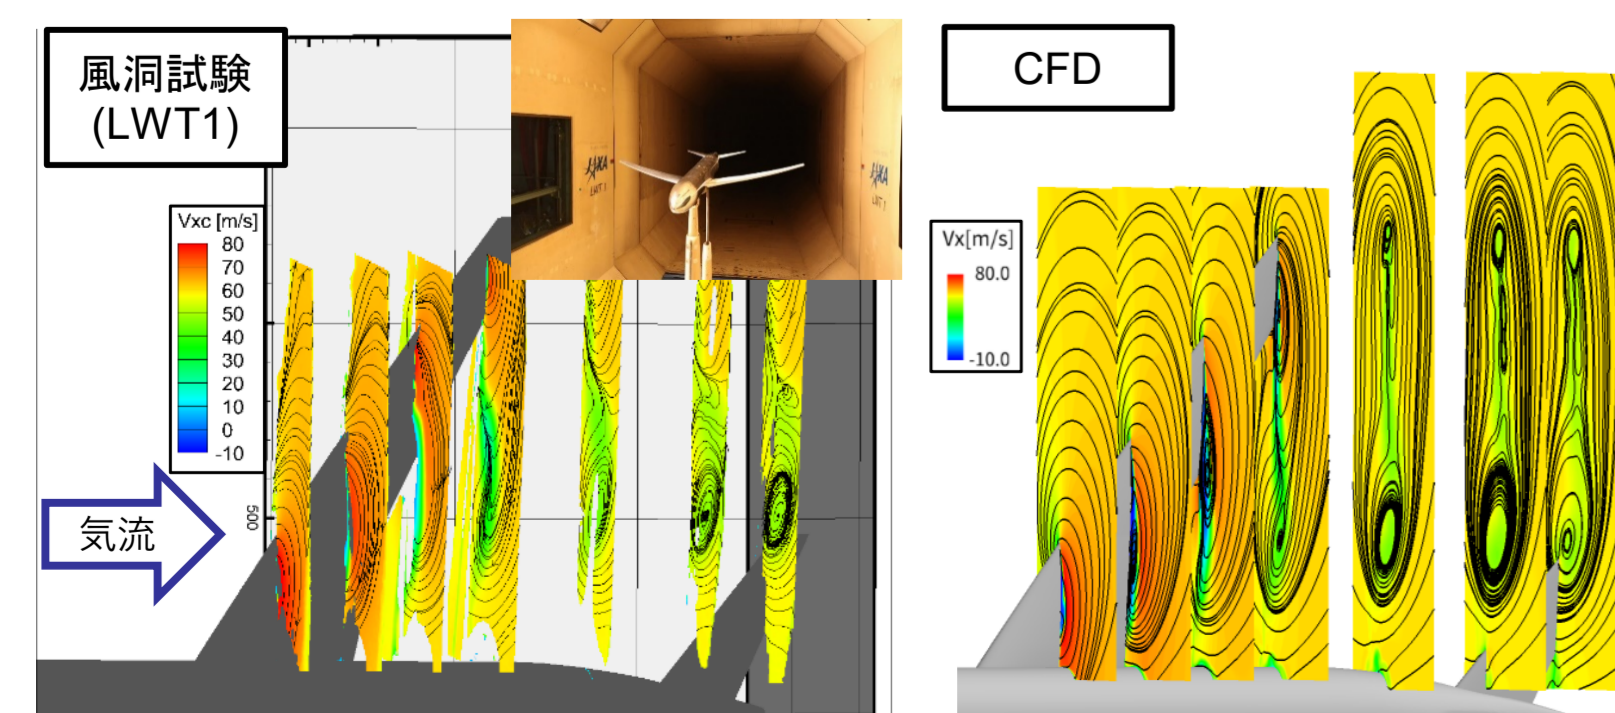 風洞試験
(LWT1)
Vxc [m/s]
80
70
60
50
40
30
20
10
0
-10
500
気流
JAXA
LWT1
JAXA
LWT1
CFD
Vx[m/s]
80.0
-10.0